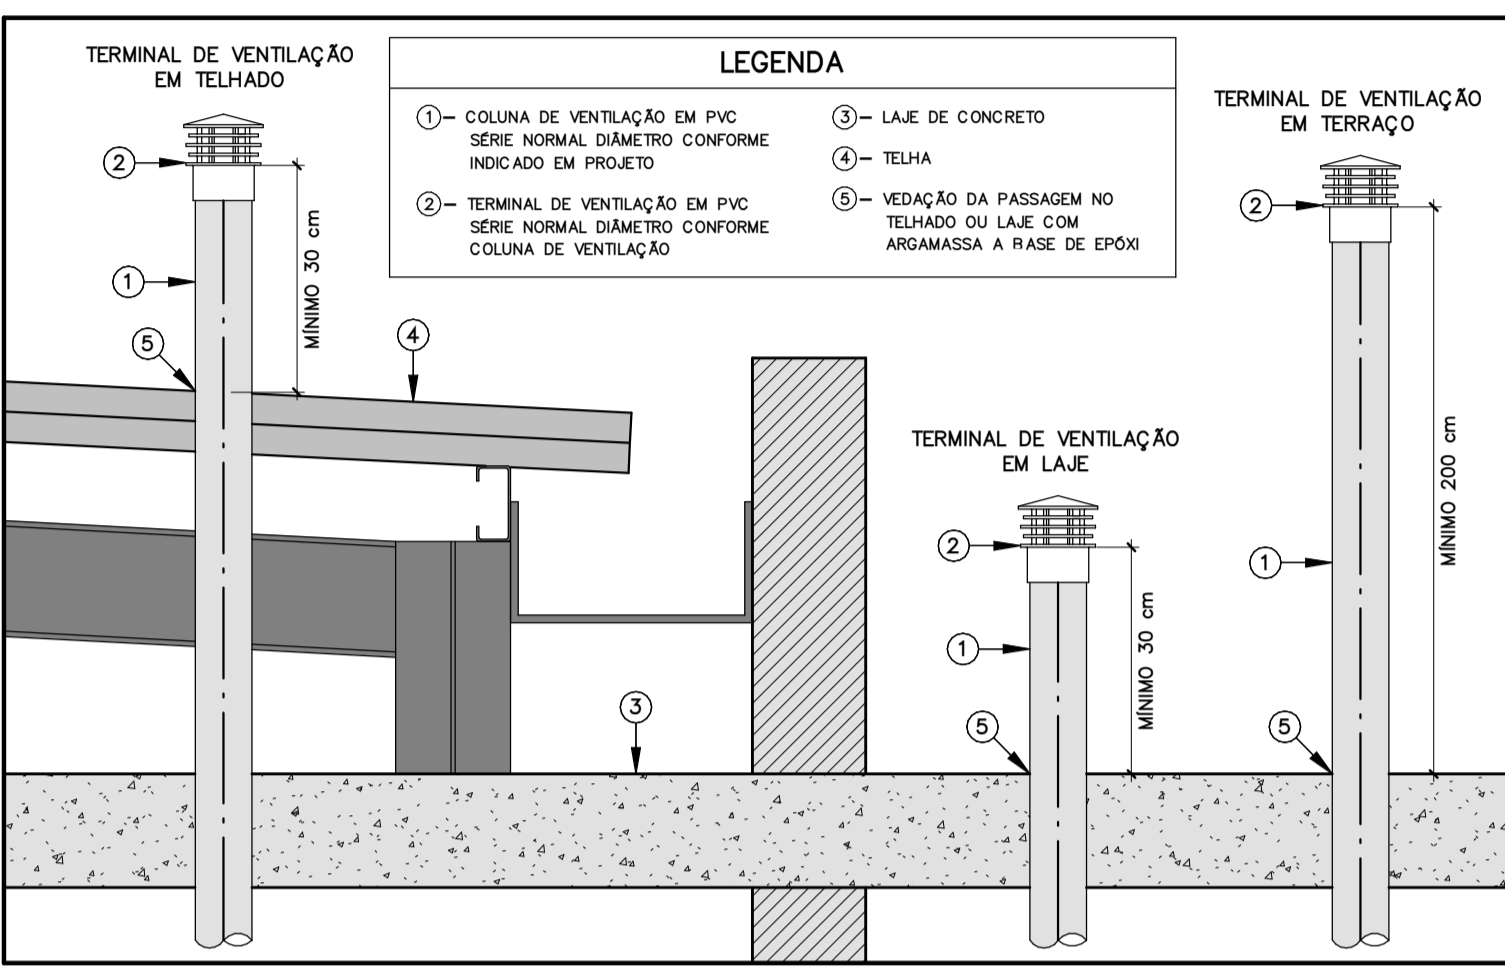 TERMINAL DE VENTILAÇÃO
EM TELHADO
LEGENDA
1 – COLUNA DE VENTILAÇÃO EM PVC
SÉRIE NORMAL DIÂMETRO CONFORME
INDICADO EM PROJETO
2 – TERMINAL DE VENTILAÇÃO EM PVC
SÉRIE NORMAL DIÂMETRO CONFORME
COLUNA DE VENTILAÇÃO
3 – LAJE DE CONCRETO
4 – TELHA
5 – VEDAÇÃO DA PASSAGEM NO
TELHADO OU LAJE COM
ARGAMASSA A BASE DE EPÓXI
TERMINAL DE VENTILAÇÃO
EM TERRAÇO
2
1
5
MÍNIMO 30 cm
4
3
TERMINAL DE VENTILAÇÃO
EM LAJE
2
1
5
MÍNIMO 30 cm
2
1
5
MÍNIMO 200 cm